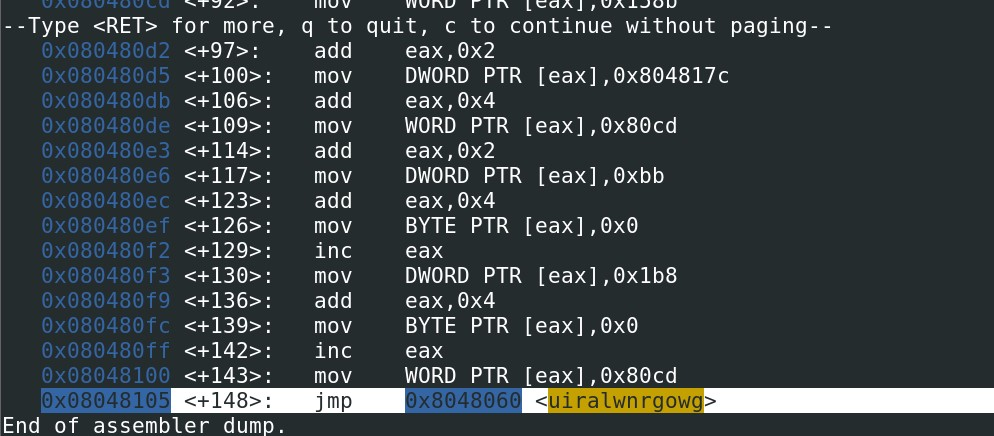 0x080480cd <+92>: mov WORD PTR [eax],0x158b
--Type <RET> for more, q to quit, c to continue without paging--
0x080480d2 <+97>: add eax,0x2
0x080480d5 <+100>: mov DWORD PTR [eax],0x804817c
0x080480db <+106>: add eax,0x4
0x080480de <+109>: mov WORD PTR [eax],0x80cd
0x080480e3 <+114>: add eax,0x2
0x080480e6 <+117>: mov DWORD PTR [eax],0xbb
0x080480ec <+123>: add eax,0x4
0x080480ef <+126>: mov BYTE PTR [eax],0x0
0x080480f2 <+129>: inc eax
0x080480f3 <+130>: mov DWORD PTR [eax],0x1b8
0x080480f9 <+136>: add eax,0x4
0x080480fc <+139>: mov BYTE PTR [eax],0x0
0x080480ff <+142>: inc eax
0x08048100 <+143>: mov WORD PTR [eax],0x80cd
0x08048105 <+148>: jmp 0x8048060 <uiralwnrgowg>
End of assembler dump.